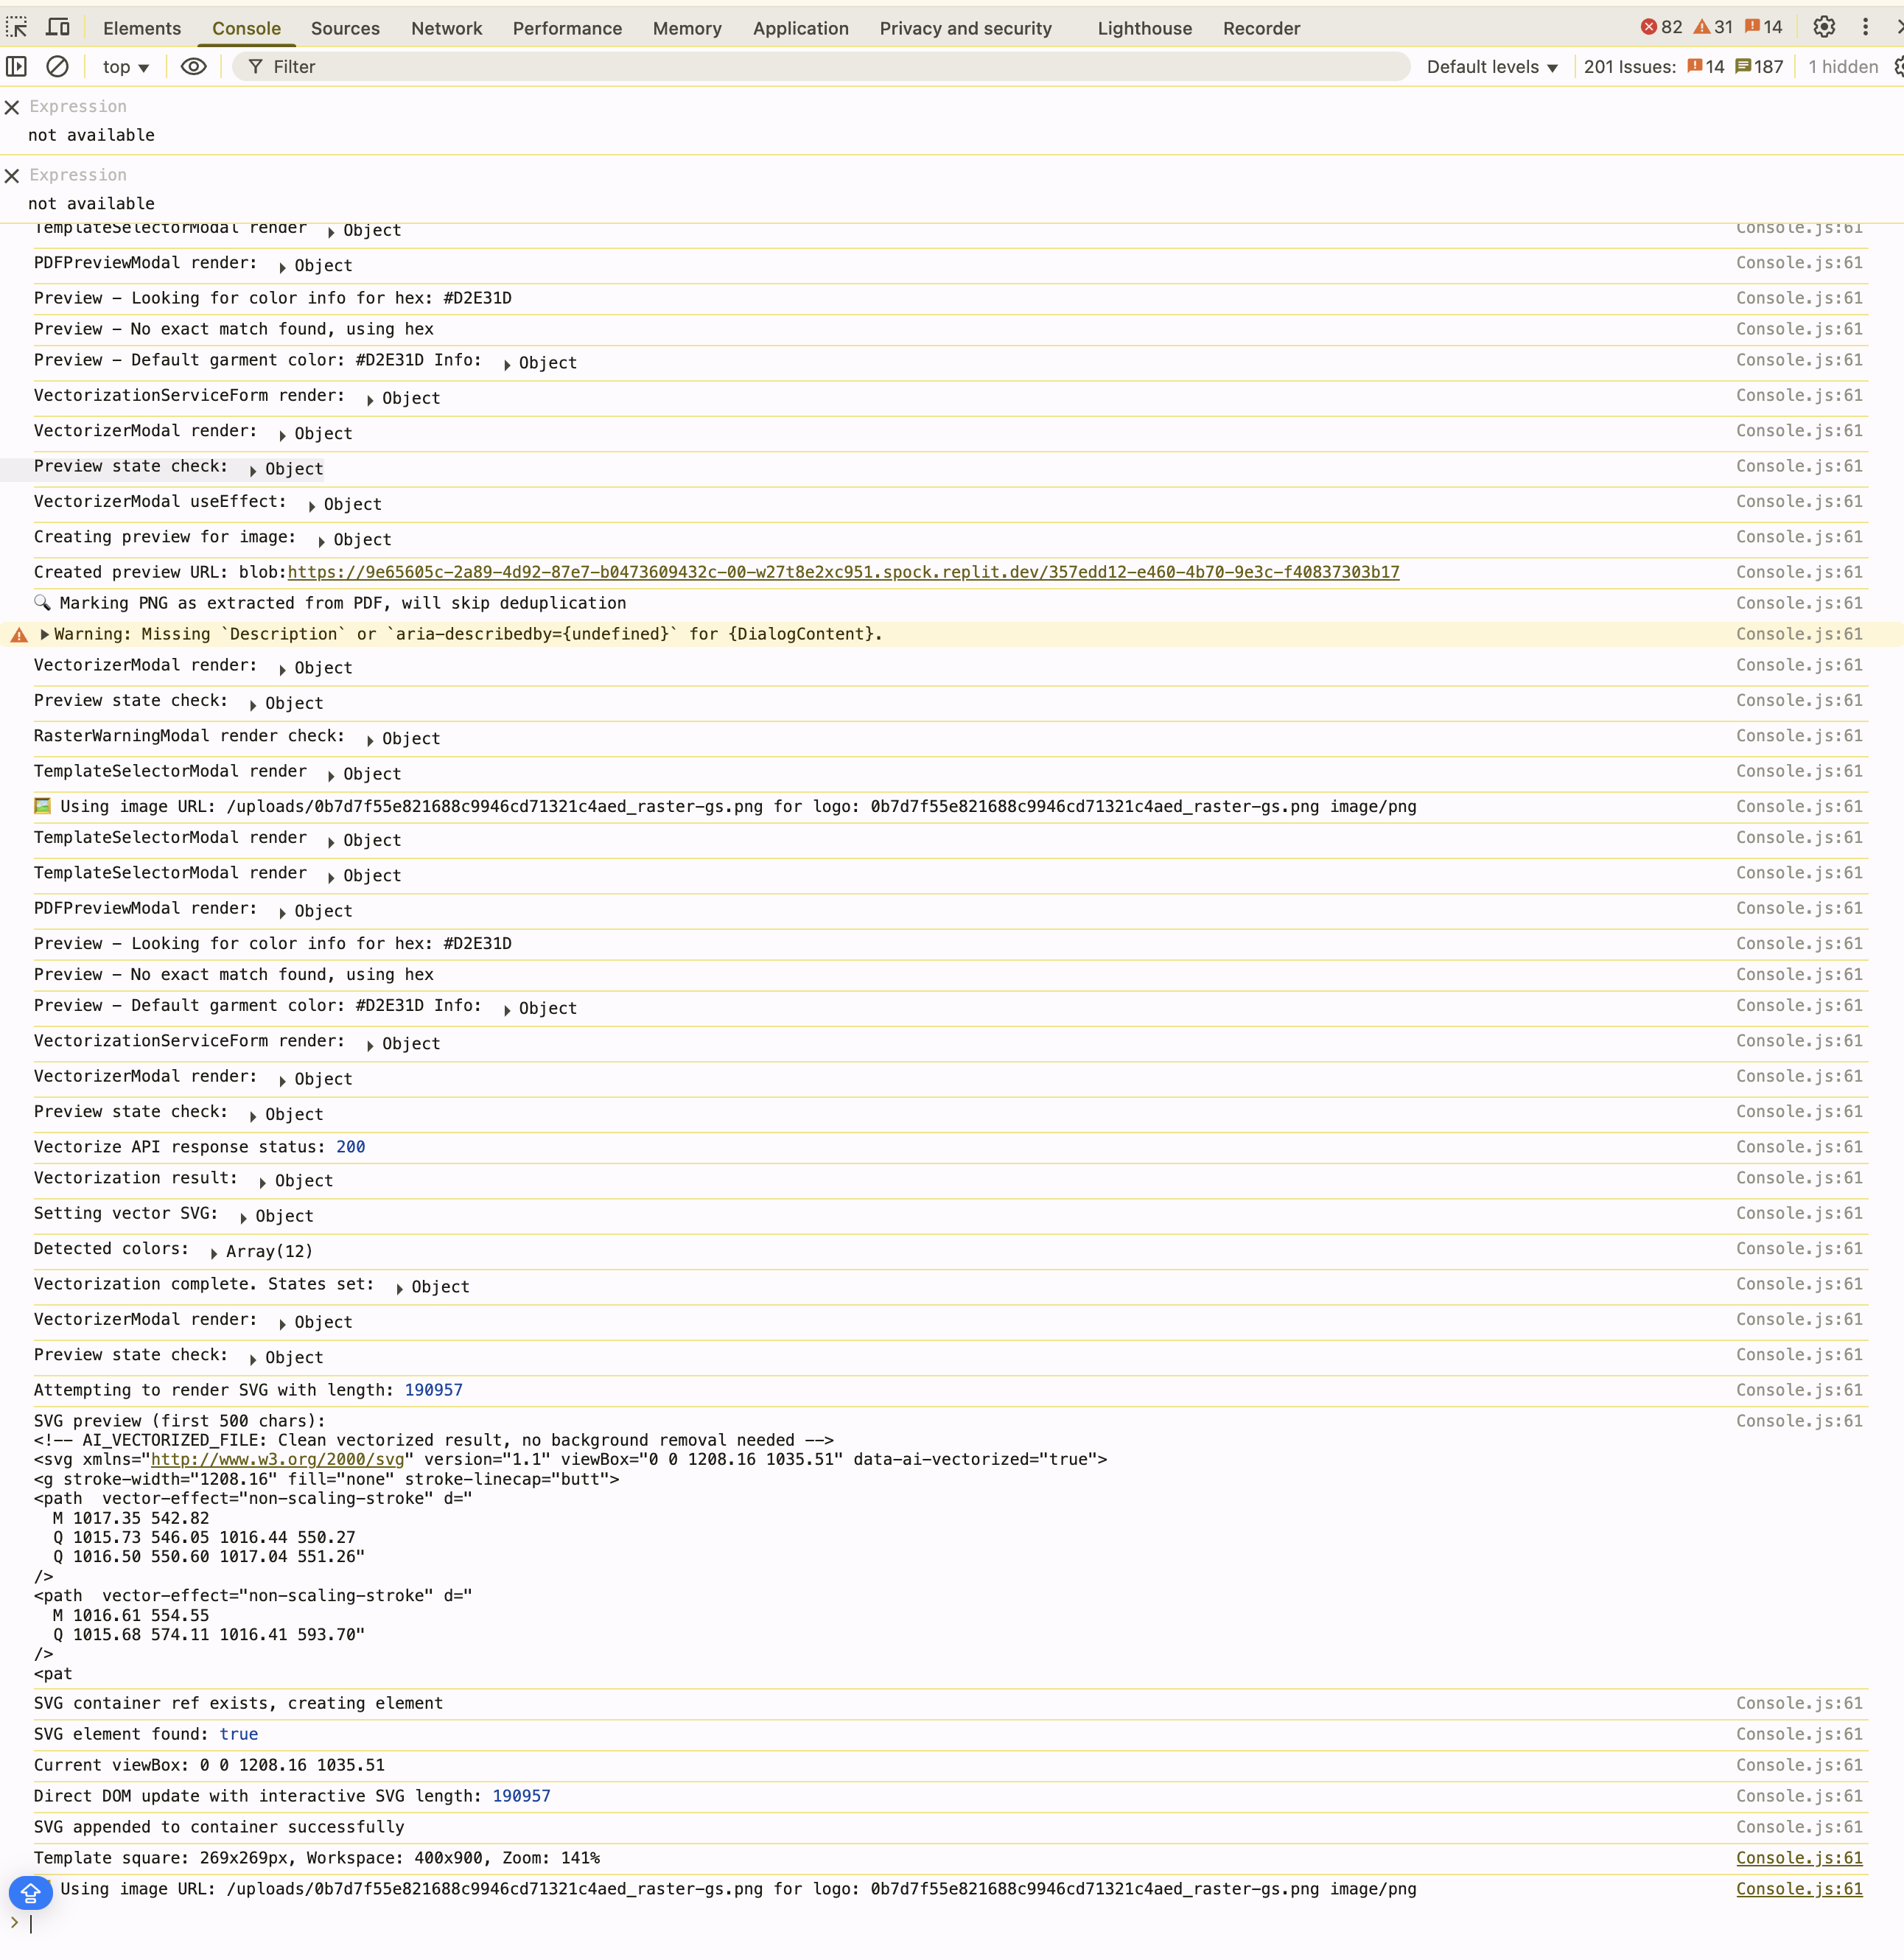 Elements Console Sources Network Performance Memory Application Privacy and security Lighthouse Recorder 82 31 14
top Filter Default levels 201 Issues: 14 187 1 hidden
Expression
not available
Expression
not available
TemplateSelectorModal render Object Console.js:61
PDFPreviewModal render: Object Console.js:61
Preview – Looking for color info for hex: #D2E31D Console.js:61
Preview – No exact match found, using hex Console.js:61
Preview – Default garment color: #D2E31D Info: Object Console.js:61
VectorizationServiceForm render: Object Console.js:61
VectorizerModal render: Object Console.js:61
Preview state check: Object Console.js:61
VectorizerModal useEffect: Object Console.js:61
Creating preview for image: Object Console.js:61
Created preview URL: blob:https://9e65605c-2a89-4d92-87e7-b0473609432c-00-w27t8e2xc951.spock.replit.dev/357edd12-e460-4b70-9e3c-f40837303b17 Console.js:61
🔍 Marking PNG as extracted from PDF, will skip deduplication Console.js:61
Warning: Missing `Description` or `aria-describedby={undefined}` for {DialogContent}. Console.js:61
VectorizerModal render: Object Console.js:61
Preview state check: Object Console.js:61
RasterWarningModal render check: Object Console.js:61
TemplateSelectorModal render Object Console.js:61
🖼️ Using image URL: /uploads/0b7d7f55e821688c9946cd71321c4aed_raster-gs.png for logo: 0b7d7f55e821688c9946cd71321c4aed_raster-gs.png image/png Console.js:61
TemplateSelectorModal render Object Console.js:61
TemplateSelectorModal render Object Console.js:61
PDFPreviewModal render: Object Console.js:61
Preview – Looking for color info for hex: #D2E31D Console.js:61
Preview – No exact match found, using hex Console.js:61
Preview – Default garment color: #D2E31D Info: Object Console.js:61
VectorizationServiceForm render: Object Console.js:61
VectorizerModal render: Object Console.js:61
Preview state check: Object Console.js:61
Vectorize API response status: 200 Console.js:61
Vectorization result: Object Console.js:61
Setting vector SVG: Object Console.js:61
Detected colors: Array(12) Console.js:61
Vectorization complete. States set: Object Console.js:61
VectorizerModal render: Object Console.js:61
Preview state check: Object Console.js:61
Attempting to render SVG with length: 190957 Console.js:61
SVG preview (first 500 chars): Console.js:61
<!-- AI_VECTORIZED_FILE: Clean vectorized result, no background removal needed -->
<svg xmlns="http://www.w3.org/2000/svg" version="1.1" viewBox="0 0 1208.16 1035.51" data-ai-vectorized="true">
<g stroke-width="1208.16" fill="none" stroke-linecap="butt">
<path  vector-effect="non-scaling-stroke" d="
M 1017.35 542.82
Q 1015.73 546.05 1016.44 550.27
Q 1016.50 550.60 1017.04 551.26"
/>
<path  vector-effect="non-scaling-stroke" d="
M 1016.61 554.55
Q 1015.68 574.11 1016.41 593.70"
/>
<pat
SVG container ref exists, creating element Console.js:61
SVG element found: true Console.js:61
Current viewBox: 0 0 1208.16 1035.51 Console.js:61
Direct DOM update with interactive SVG length: 190957 Console.js:61
SVG appended to container successfully Console.js:61
Template square: 269x269px, Workspace: 400x900, Zoom: 141% Console.js:61
Using image URL: /uploads/0b7d7f55e821688c9946cd71321c4aed_raster-gs.png for logo: 0b7d7f55e821688c9946cd71321c4aed_raster-gs.png image/png Console.js:61